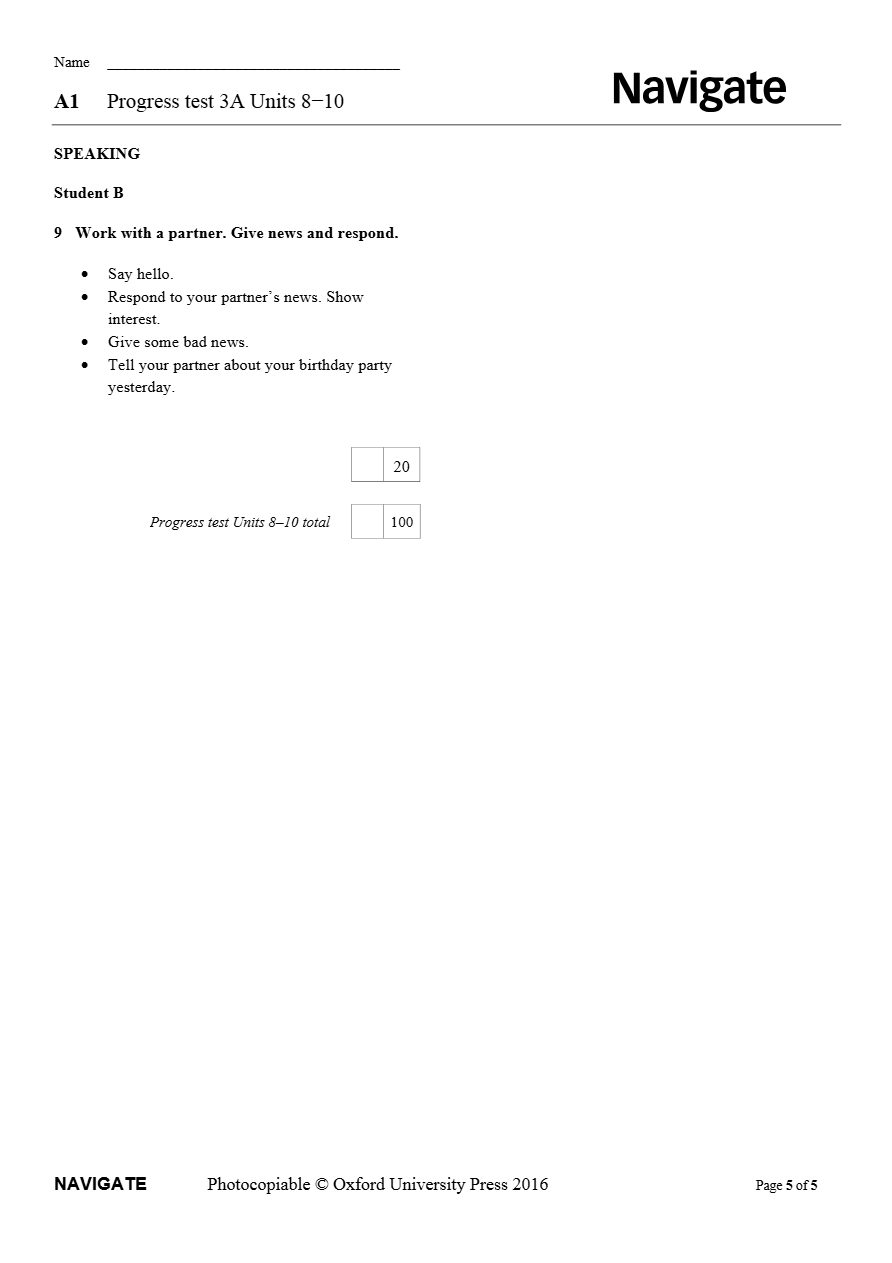 Name ______________________________________
Navigate
A1 Progress test 3A Units 8−10
SPEAKING
Student B
9 Work with a partner. Give news and respond.
• Say hello.
• Respond to your partner’s news. Show
interest.
• Give some bad news.
• Tell your partner about your birthday party
yesterday.
20
Progress test Units 8–10 total 100
NAVIGATE Photocopiable © Oxford University Press 2016 Page 5 of 5